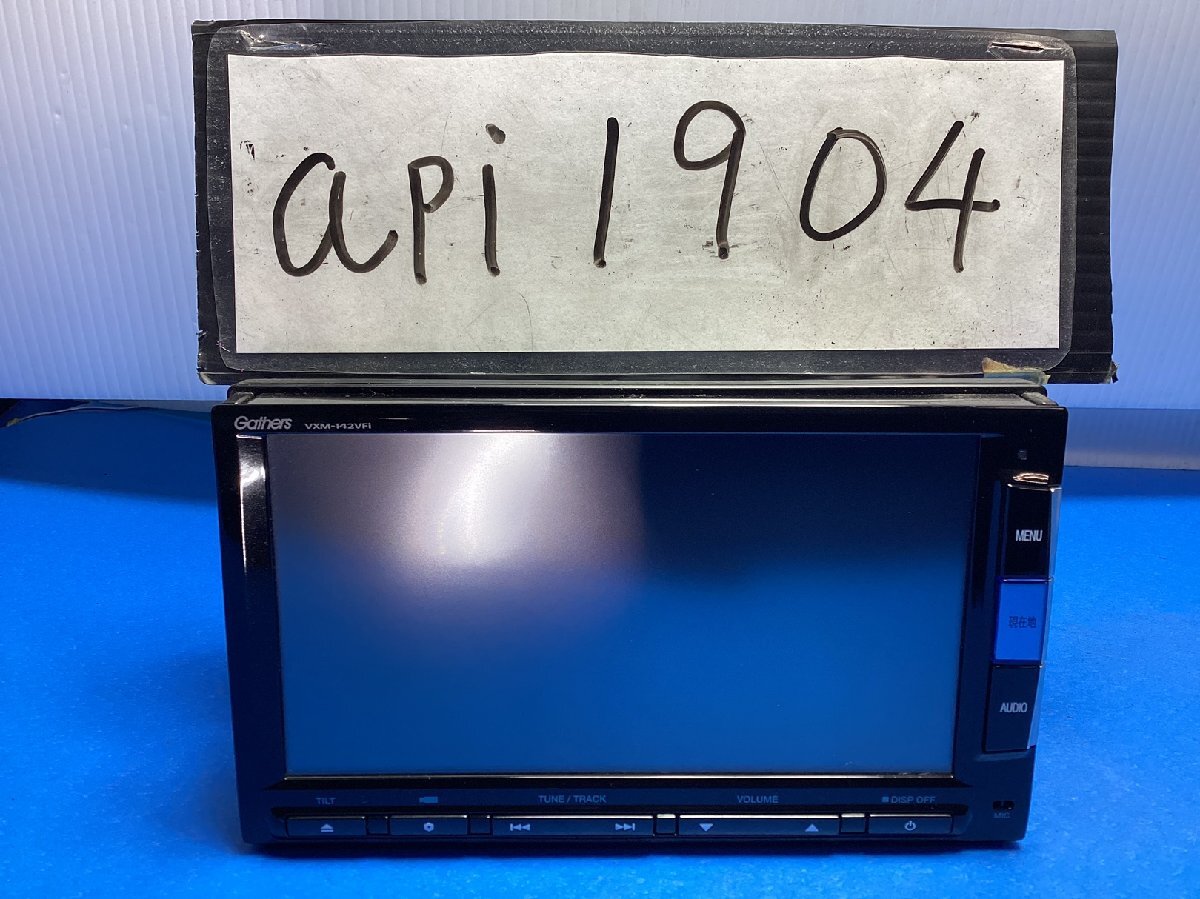 api 1904
Gathers VXM-142VFi
MENU
現在地
AUDIO
TILT TUNE / TRACK VOLUME DISP OFF
MIC